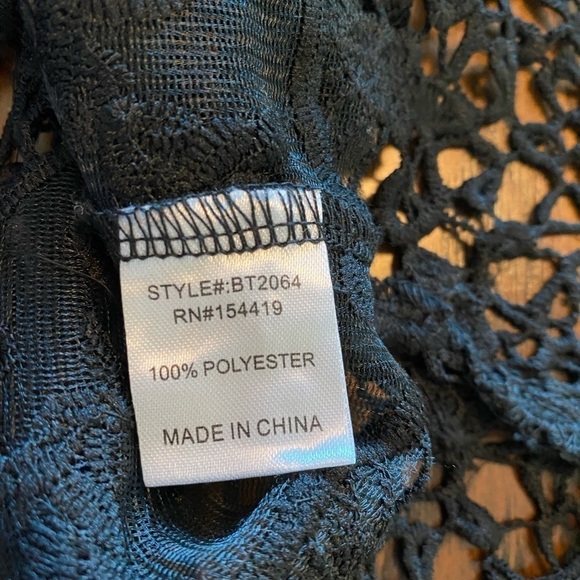 STYLE#:BT2064
RN#154419
100% POLYESTER
MADE IN CHINA